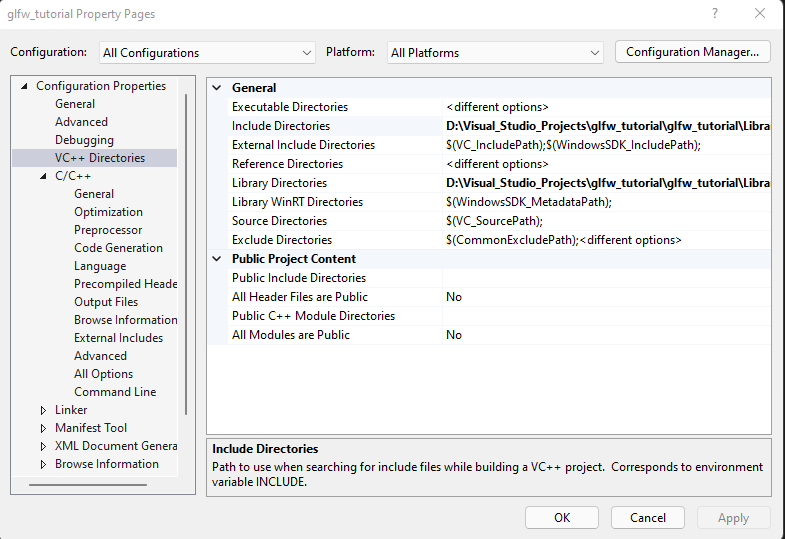 glfw_tutorial Property Pages
Configuration: All Configurations Platform: All Platforms Configuration Manager...
Configuration Properties
General
Advanced
Debugging
VC++ Directories
C/C++
General
Optimization
Preprocessor
Code Generation
Language
Precompiled Heade
Output Files
Browse Information
External Includes
Advanced
All Options
Command Line
Linker
Manifest Tool
XML Document Genera
Browse Information
General
Executable Directories <different options>
Include Directories D:\Visual_Studio_Projects\glfw_tutorial\glfw_tutorial\Libra
External Include Directories $(VC_IncludePath);$(WindowsSDK_IncludePath);
Reference Directories <different options>
Library Directories D:\Visual_Studio_Projects\glfw_tutorial\glfw_tutorial\Libra
Library WinRT Directories $(WindowsSDK_MetadataPath);
Source Directories $(VC_SourcePath);
Exclude Directories $(CommonExcludePath);<different options>
Public Project Content
Public Include Directories
All Header Files are Public No
Public C++ Module Directories
All Modules are Public No
Include Directories
Path to use when searching for include files while building a VC++ project. Corresponds to environment
variable INCLUDE.
OK Cancel Apply